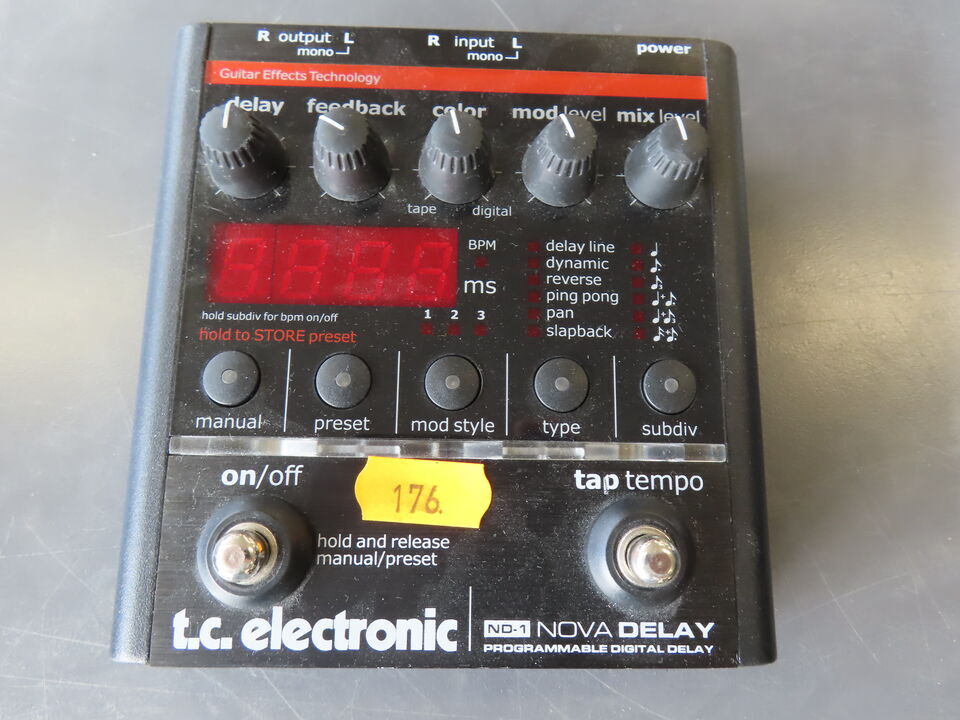 R output L
mono
R input L
mono
power
Guitar Effects Technology
delay
feedback
color
mod level
mix level
tape
digital
BPM
ms
delay line
dynamic
reverse
ping pong
pan
slapback
hold subdiv for bpm on/off
1 2 3
hold to STORE preset
manual
preset
mod style
type
subdiv
on/off
tap tempo
176.
hold and release
manual/preset
t.c. electronic
ND-1 NOVA DELAY
PROGRAMMABLE DIGITAL DELAY